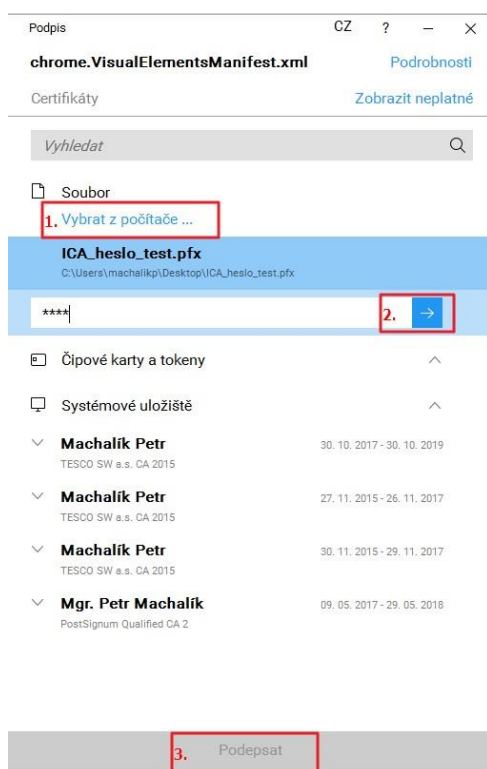 Podpis CZ ? – ×
chrome.VisualElementsManifest.xml Podrobnosti
Certifikáty Zobrazit neplatné
Vyhledat
Soubor
1. Vybrat z počítače ...
ICA_heslo_test.pfx
C:\Users\machalikp\Desktop\ICA_heslo_test.pfx
**** 2. →
Čipové karty a tokeny
Systémové uložiště
Machalík Petr 30. 10. 2017 - 30. 10. 2019
TESCO SW a.s. CA 2015
Machalík Petr 27. 11. 2015 - 26. 11. 2017
TESCO SW a.s. CA 2015
Machalík Petr 30. 11. 2015 - 29. 11. 2017
TESCO SW a.s. CA 2015
Mgr. Petr Machalík 09. 05. 2017 - 29. 05. 2018
PostSignum Qualified CA 2
3. Podepsat